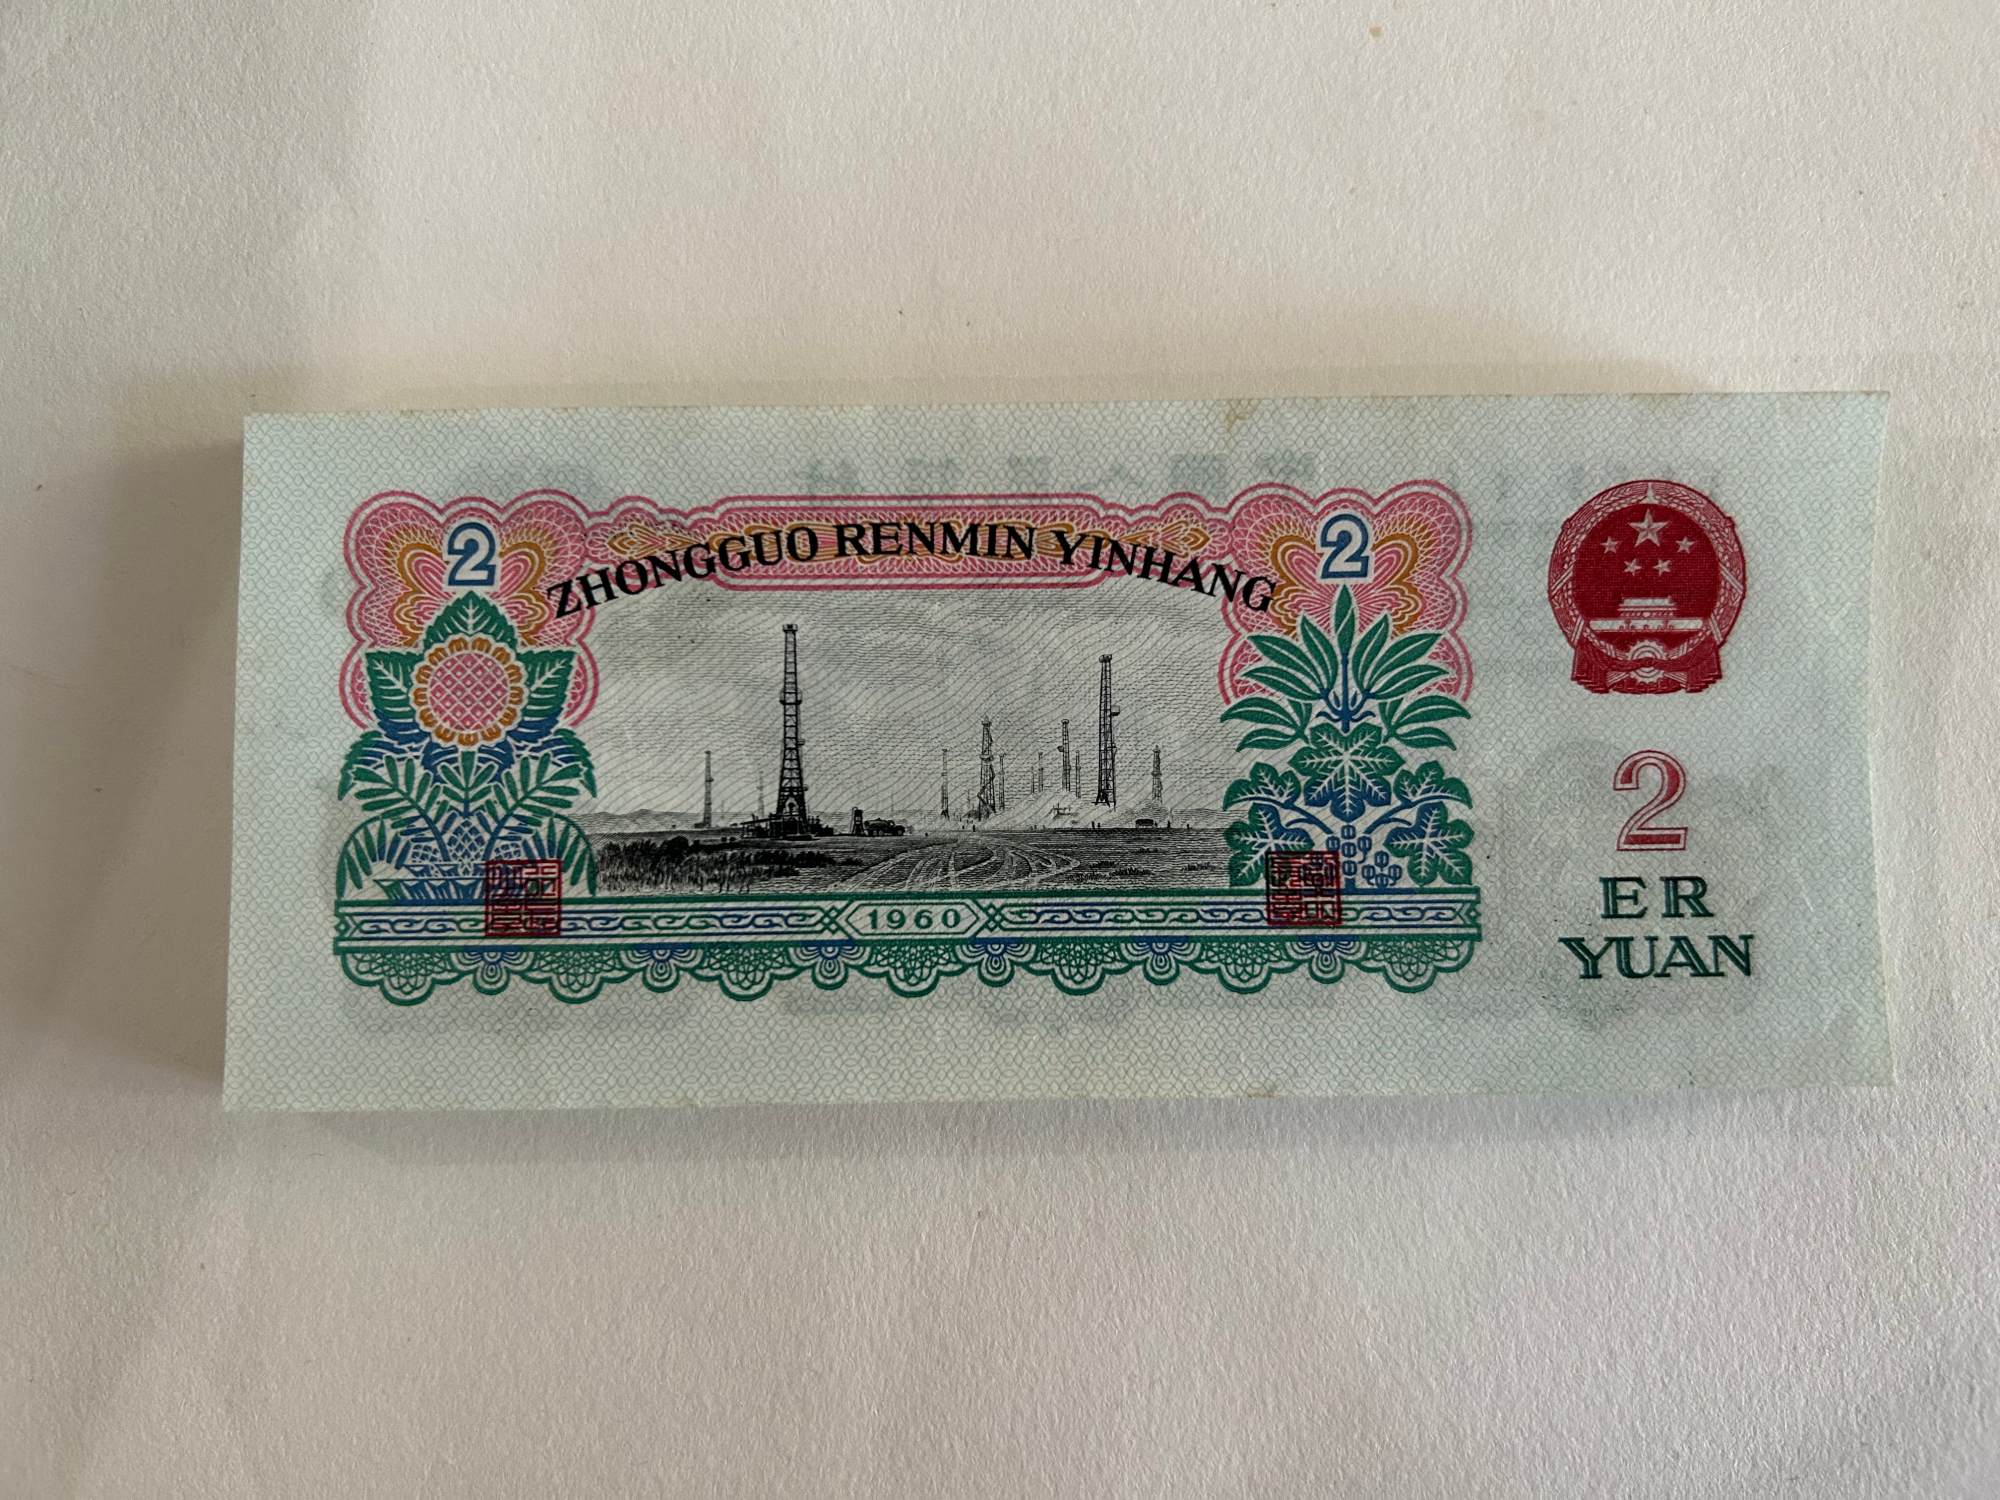 2
ZHONGGUO RENMIN YINHANG
2
1960
2
ER
YUAN